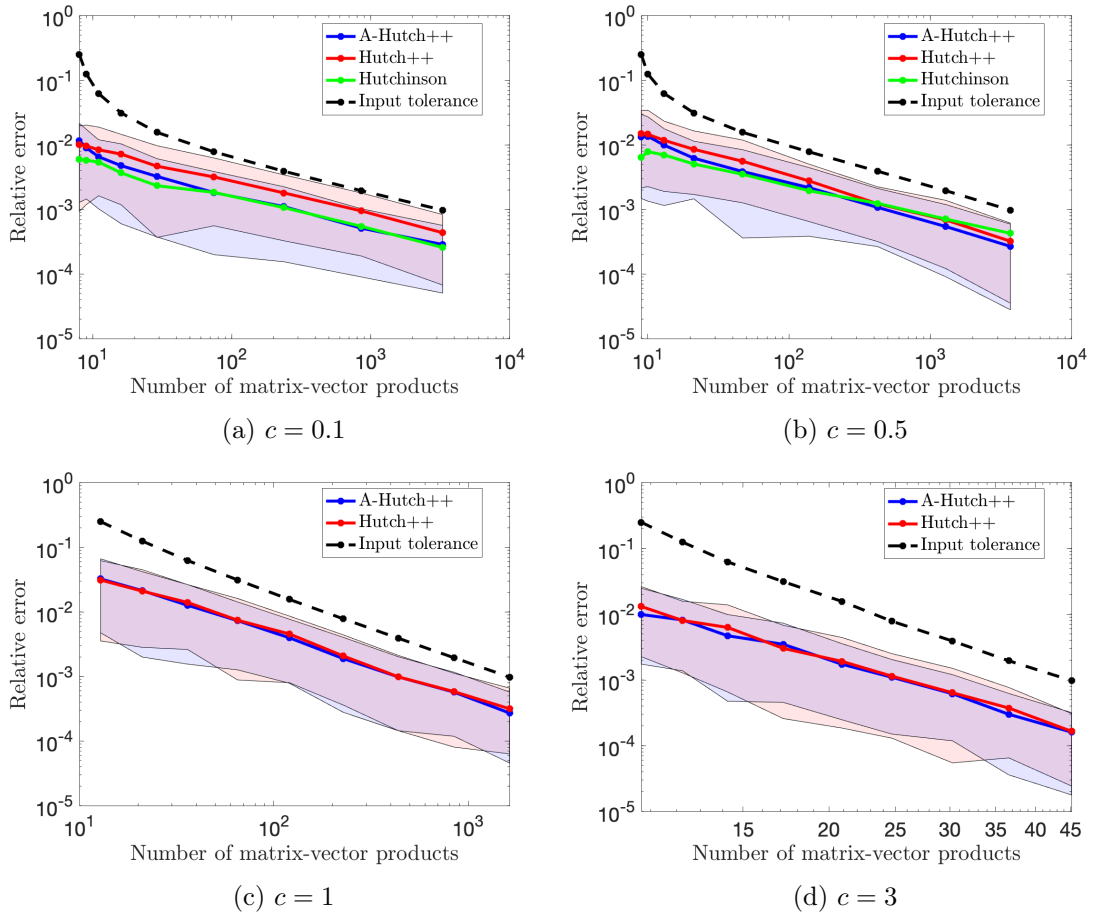 10^0
10^-1
10^-2
10^-3
10^-4
10^-5
Relative error
A-Hutch++
Hutch++
Hutchinson
Input tolerance
10^1 10^2 10^3 10^4
Number of matrix-vector products
(a) c = 0.1
10^0
10^-1
10^-2
10^-3
10^-4
10^-5
Relative error
A-Hutch++
Hutch++
Hutchinson
Input tolerance
10^1 10^2 10^3 10^4
Number of matrix-vector products
(b) c = 0.5
10^0
10^-1
10^-2
10^-3
10^-4
10^-5
Relative error
A-Hutch++
Hutch++
Input tolerance
10^1 10^2 10^3
Number of matrix-vector products
(c) c = 1
10^0
10^-1
10^-2
10^-3
10^-4
10^-5
Relative error
A-Hutch++
Hutch++
Input tolerance
15 20 25 30 35 40 45
Number of matrix-vector products
(d) c = 3